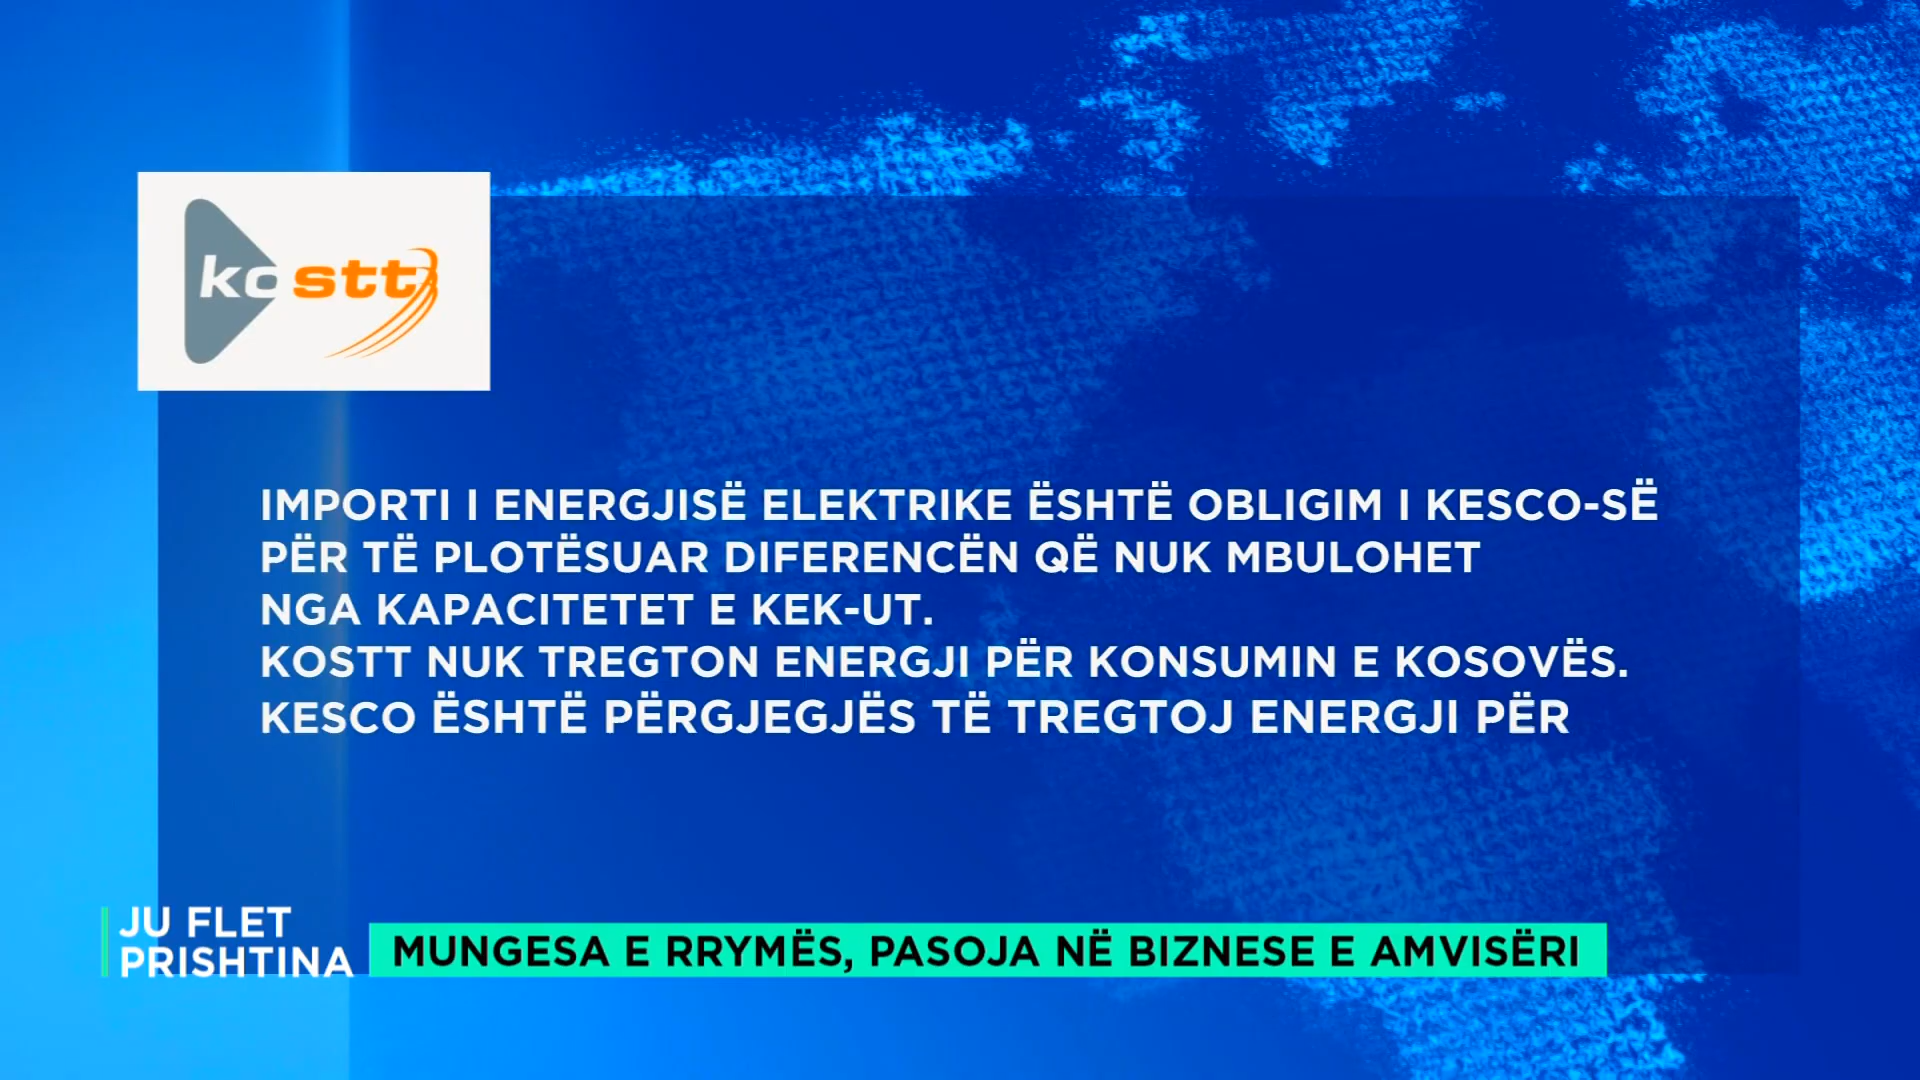 kostt
IMPORTI I ENERGJISË ELEKTRIKE ËSHTË OBLIGIM I KESCO-SË
PËR TË PLOTËSUAR DIFERENCËN QË NUK MBULOHET
NGA KAPACITETET E KEK-UT.
KOSTT NUK TREGTON ENERGJI PËR KONSUMIN E KOSOVËS.
KESCO ËSHTË PËRGJEGJËS TË TREGTOJ ENERGJI PËR
JU FLET
PRISHTINA
MUNGESA E RRYMËS, PASOJA NË BIZNESE E AMVISËRI